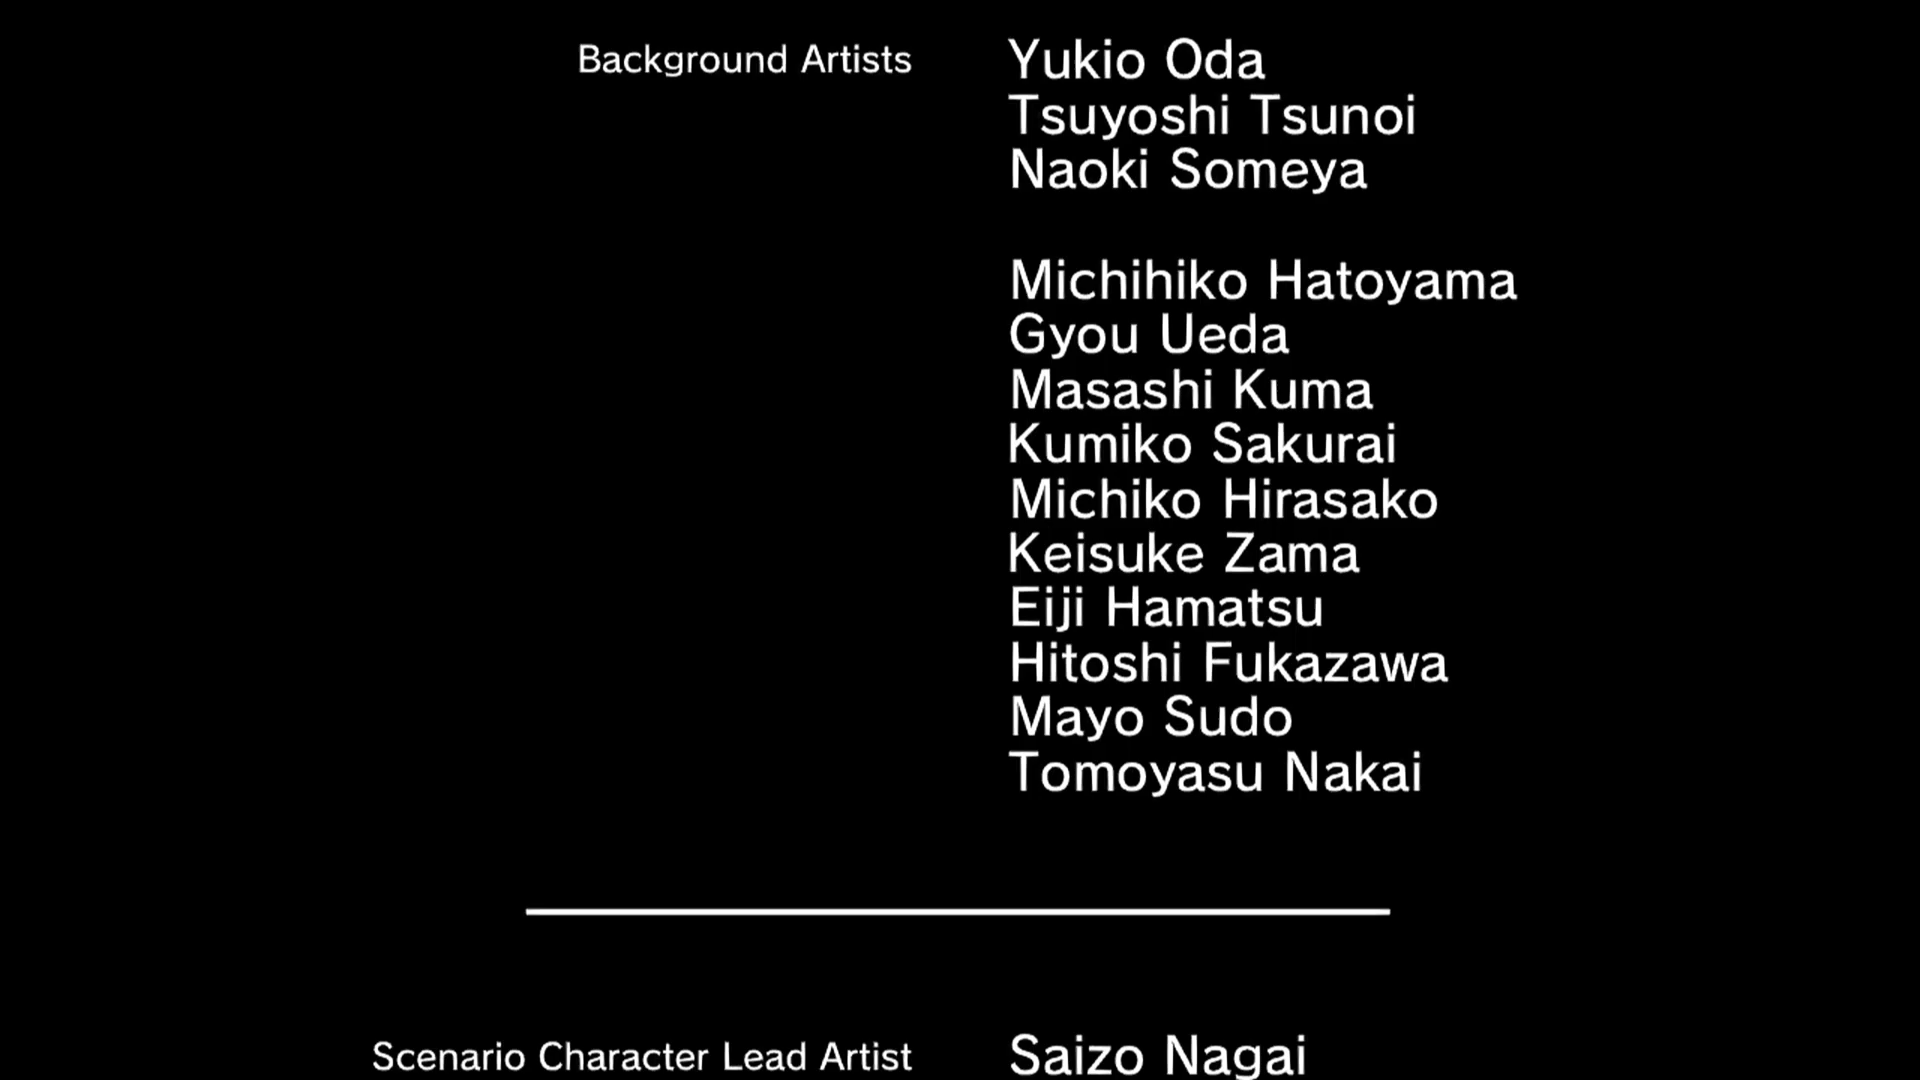 Background Artists Yukio Oda
Tsuyoshi Tsunoi
Naoki Someya
Michihiko Hatoyama
Gyou Ueda
Masashi Kuma
Kumiko Sakurai
Michiko Hirasako
Keisuke Zama
Eiji Hamatsu
Hitoshi Fukazawa
Mayo Sudo
Tomoyasu Nakai
Scenario Character Lead Artist Saizo Nagai